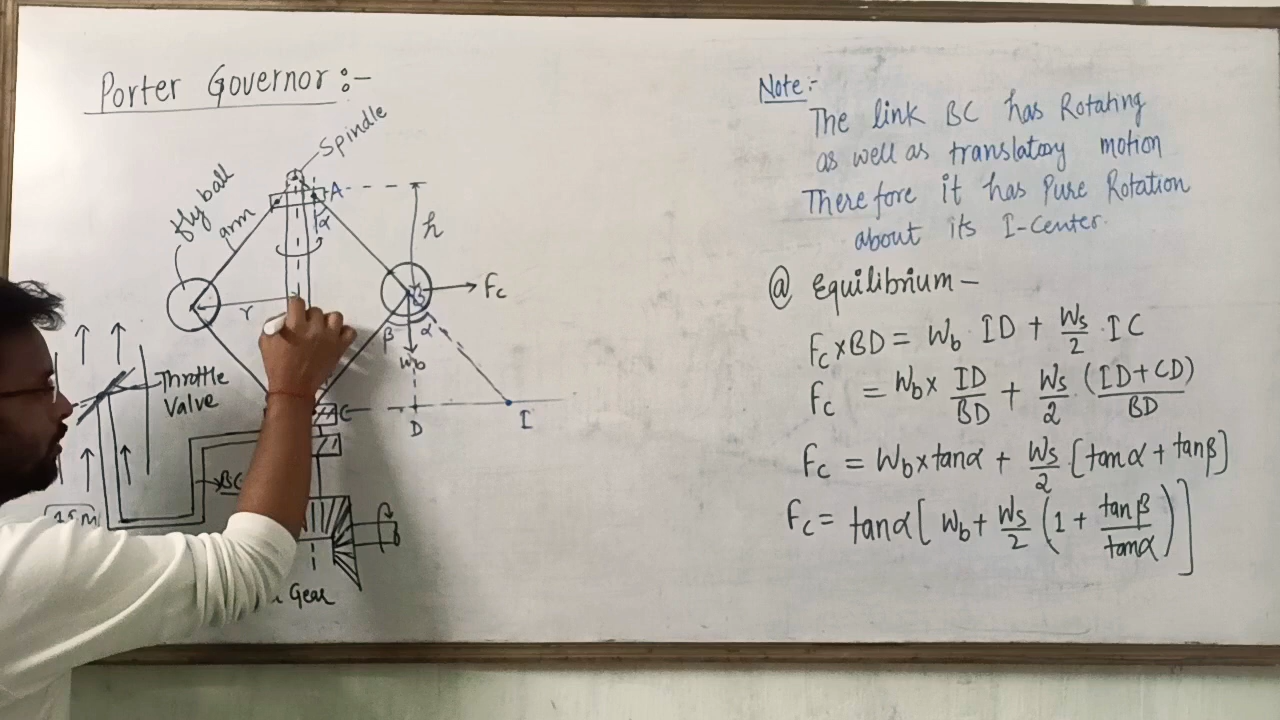 Porter Governor :-
Spindle
fly ball
arm
A
α
h
r
B
Fc
β α
Wb
Throttle
Valve
C
D
I
BC
Gear
Note:-
The link BC has Rotating
as well as translatory motion
Therefore it has Pure Rotation
about its I-center.
@ Equilibrium -
Fc×BD = Wb ID + Ws/2 · IC
Fc = Wb× ID/BD + Ws/2 · (ID+CD)/BD
Fc = Wb×tanα + Ws/2 [tanα + tanβ]
Fc = tanα [ Wb + Ws/2 (1 + tanβ/tanα) ]